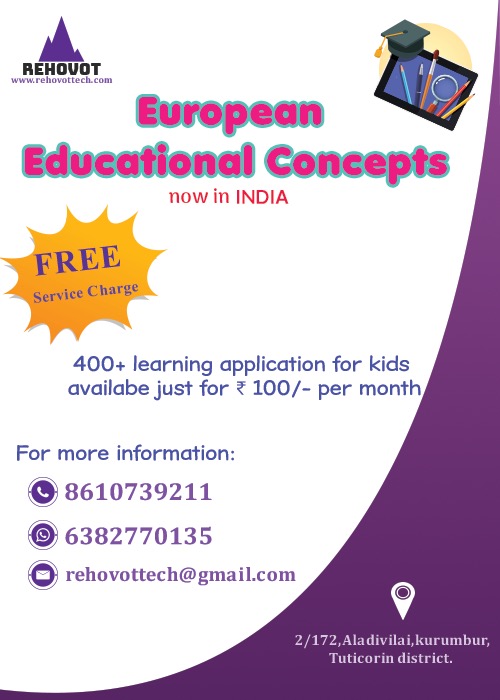 REHOVOT
www.rehovottech.com
European
Educational Concepts
now in INDIA
FREE
Service Charge
400+ learning application for kids
availabe just for ₹ 100/- per month
For more information:
8610739211
6382770135
rehovottech@gmail.com
2/172,Aladivilai,kurumbur,
Tuticorin district.